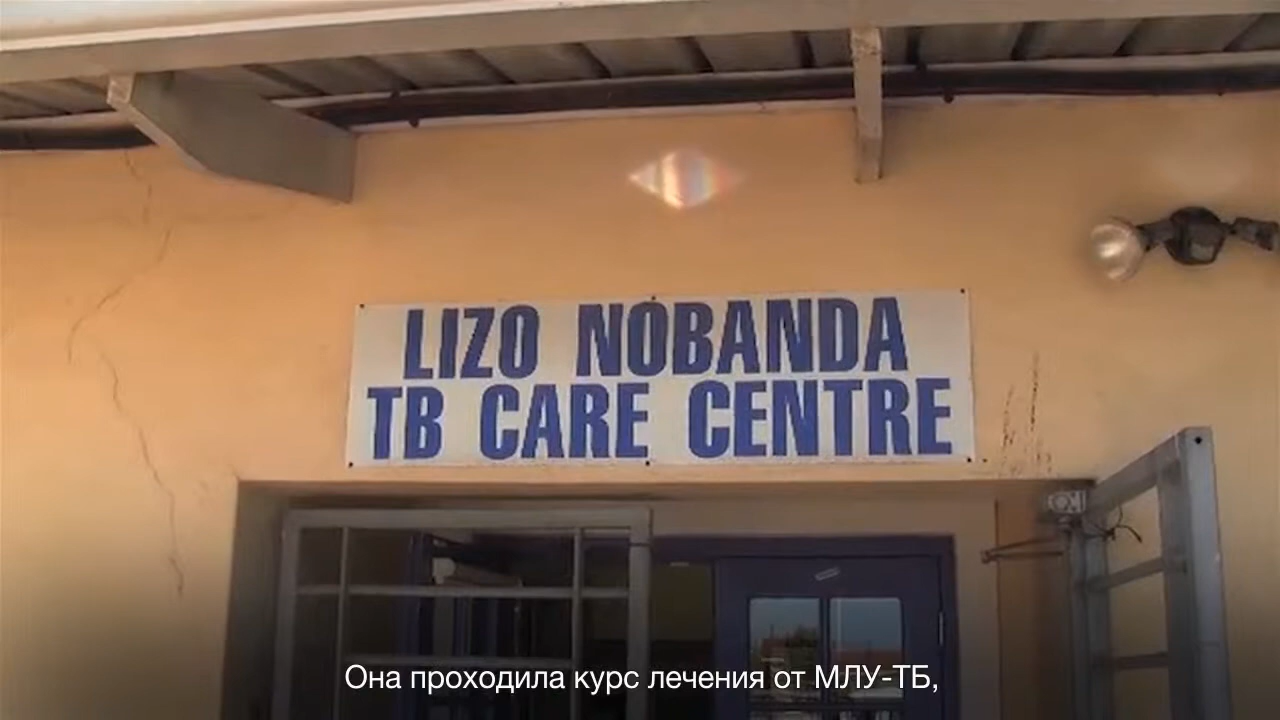 LIZO NOBANDA
TB CARE CENTRE
Она проходила курс лечения от МЛУ-ТБ,